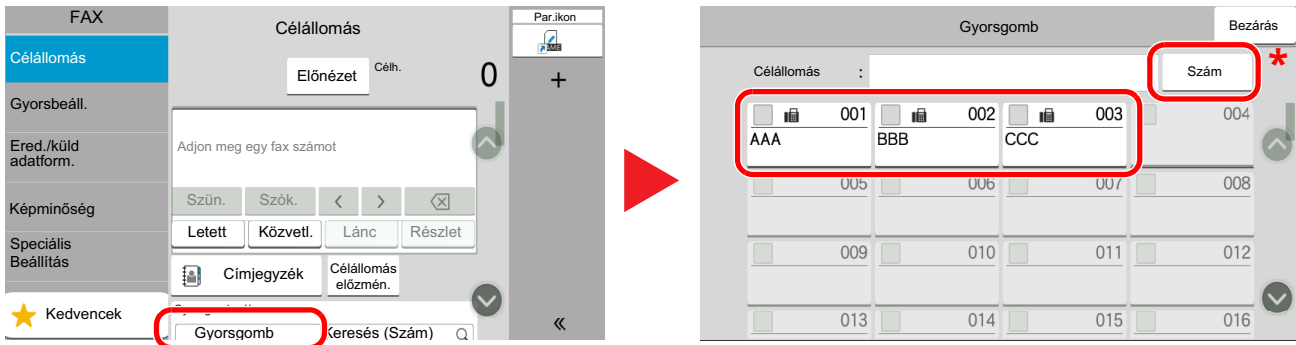 FAX
Célállomás
Par.ikon
Célállomás
Előnézet
Célh.
0
+
Gyorsbeáll.
Ered./küld
adatform.
Adjon meg egy fax számot
Képminőség
Szün.
Szók.
Letett
Közvetl.
Lánc
Részlet
Speciális
Beállítás
Címjegyzék
Célállomás
előzmén.
Kedvencek
Gyorsgomb
Keresés (Szám)
«
Gyorsgomb
Bezárás
Célállomás :
Szám
*
001 002 003 004
AAA BBB CCC
005 006 007 008
009 010 011 012
013 014 015 016